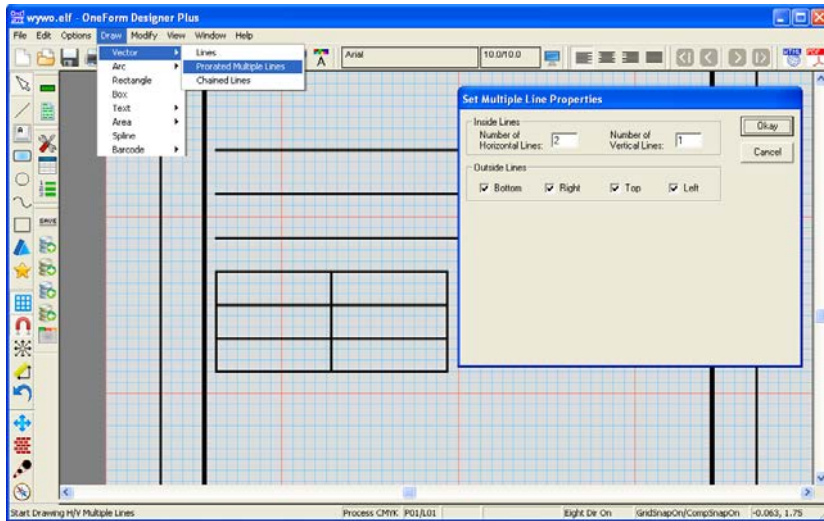 wywo.elf - OneForm Designer Plus
File Edit Options Draw Modify View Window Help
Arial
10.0/10.0
HTML
PDF
Vector
Arc
Rectangle
Box
Text
Area
Spline
Barcode
Lines
Prorated Multiple Lines
Chained Lines
SAVE
Set Multiple Line Properties
Inside Lines
Number of
Horizontal Lines: 2
Number of
Vertical Lines: 1
Okay
Cancel
Outside Lines
Bottom Right Top Left
Start Drawing H/V Multiple Lines Process CMYK P01/L01 Eight Dir On GridSnapOn/CompSnapOn -0.063, 1.75